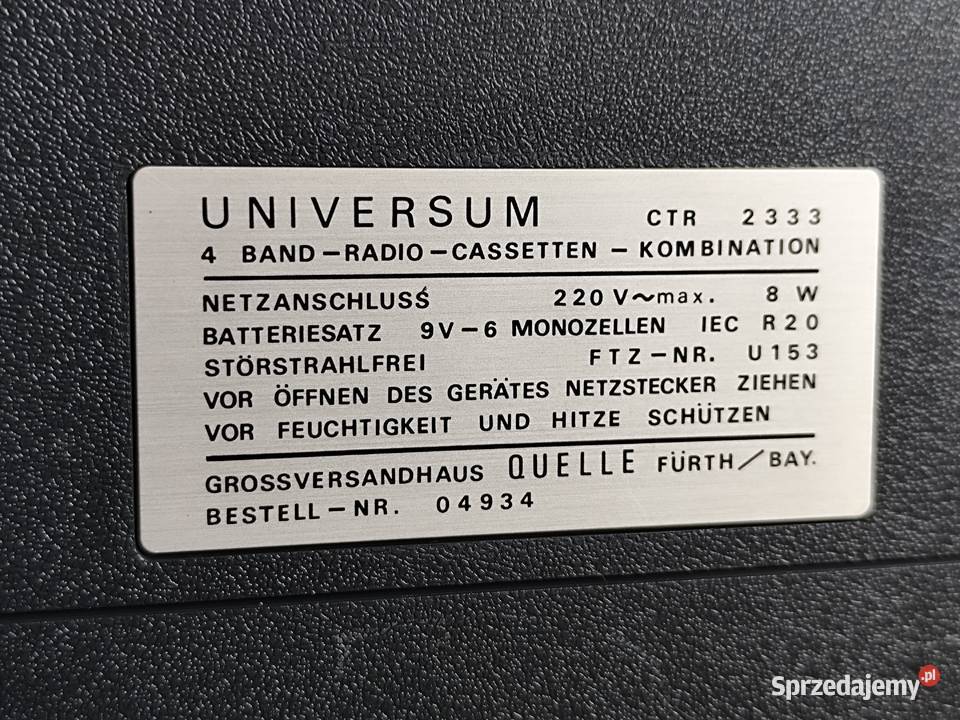 UNIVERSUM CTR 2333
4 BAND–RADIO–CASSETTEN – KOMBINATION
NETZANSCHLUSŚ 220 V~max. 8 W
BATTERIESATZ 9V–6 MONOZELLEN IEC R20
STÖRSTRAHLFREI FTZ–NR. U153
VOR ÖFFNEN DES GERÄTES NETZSTECKER ZIEHEN
VOR FEUCHTIGKEIT UND HITZE SCHÜTZEN
GROSSVERSANDHAUS QUELLE FÜRTH/BAY.
BESTELL–NR. 04934
Sprzedajemy.pl